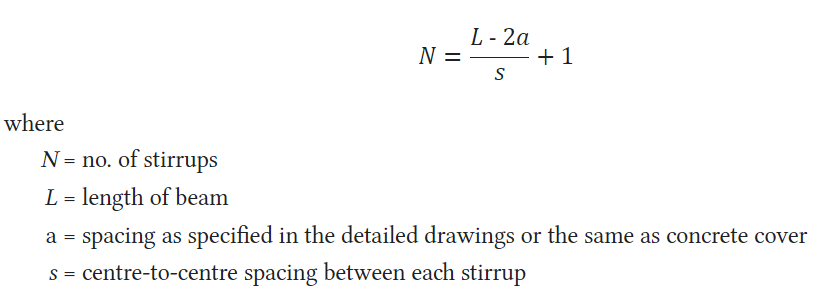 N = (L - 2a)/s + 1
where
N = no. of stirrups
L = length of beam
a = spacing as specified in the detailed drawings or the same as concrete cover
s = centre-to-centre spacing between each stirrup